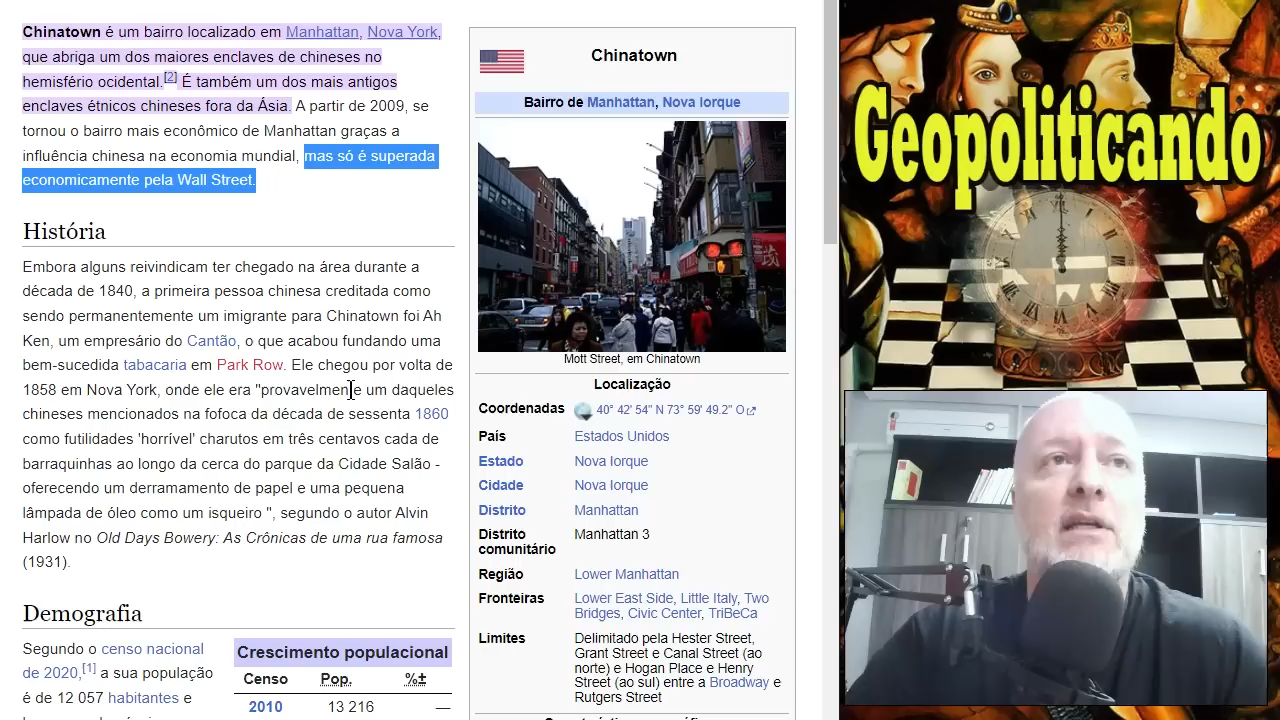 Chinatown é um bairro localizado em Manhattan, Nova York,
que abriga um dos maiores enclaves de chineses no
hemisfério ocidental.[2] É também um dos mais antigos
enclaves étnicos chineses fora da Ásia. A partir de 2009, se
tornou o bairro mais econômico de Manhattan graças a
influência chinesa na economia mundial, mas só é superada
economicamente pela Wall Street.
História
Embora alguns reivindicam ter chegado na área durante a
década de 1840, a primeira pessoa chinesa creditada como
sendo permanentemente um imigrante para Chinatown foi Ah
Ken, um empresário do Cantão, o que acabou fundando uma
bem-sucedida tabacaria em Park Row. Ele chegou por volta de
1858 em Nova York, onde ele era "provavelmente um daqueles
chineses mencionados na fofoca da década de sessenta 1860
como futilidades 'horrível' charutos em três centavos cada de
barraquinhas ao longo da cerca do parque da Cidade Salão -
oferecendo um derramamento de papel e uma pequena
lâmpada de óleo como um isqueiro ", segundo o autor Alvin
Harlow no Old Days Bowery: As Crônicas de uma rua famosa
(1931).
Demografia
Segundo o censo nacional
de 2020,[1] a sua população
é de 12 057 habitantes e
Crescimento populacional
Censo Pop. %±
2010 13 216 —
Chinatown
Bairro de Manhattan, Nova Iorque
Mott Street, em Chinatown
Localização
Coordenadas 40° 42' 54" N 73° 59' 49.2" O
País Estados Unidos
Estado Nova Iorque
Cidade Nova Iorque
Distrito Manhattan
Distrito comunitário Manhattan 3
Região Lower Manhattan
Fronteiras Lower East Side, Little Italy, Two
Bridges, Civic Center, TriBeCa
Limites Delimitado pela Hester Street,
Grant Street e Canal Street (ao
norte) e Hogan Place e Henry
Street (ao sul) entre a Broadway e
Rutgers Street
Geopoliticando